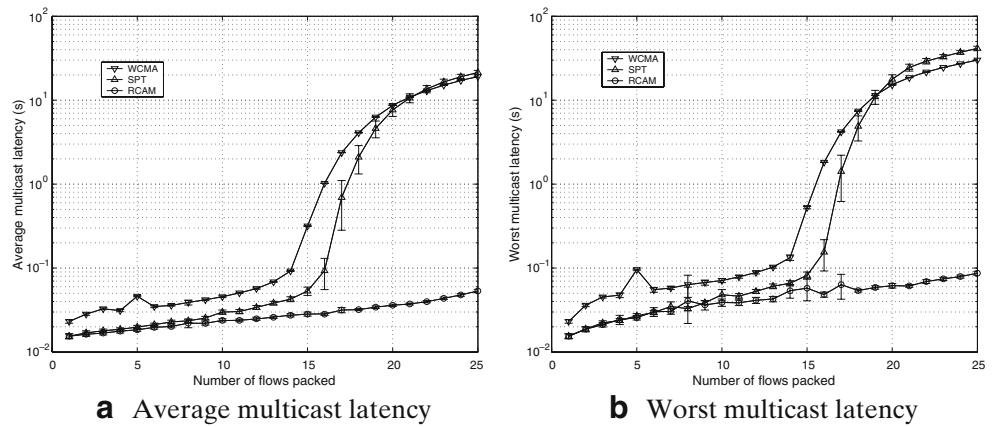 10^2
10^1
10^0
10^-1
10^-2
Average multicast latency (s)
WCMA
SPT
RCAM
0 5 10 15 20 25
Number of flows packed
a Average multicast latency
10^2
10^1
10^0
10^-1
10^-2
Worst multicast latency (s)
WCMA
SPT
RCAM
0 5 10 15 20 25
Number of flows packed
b Worst multicast latency